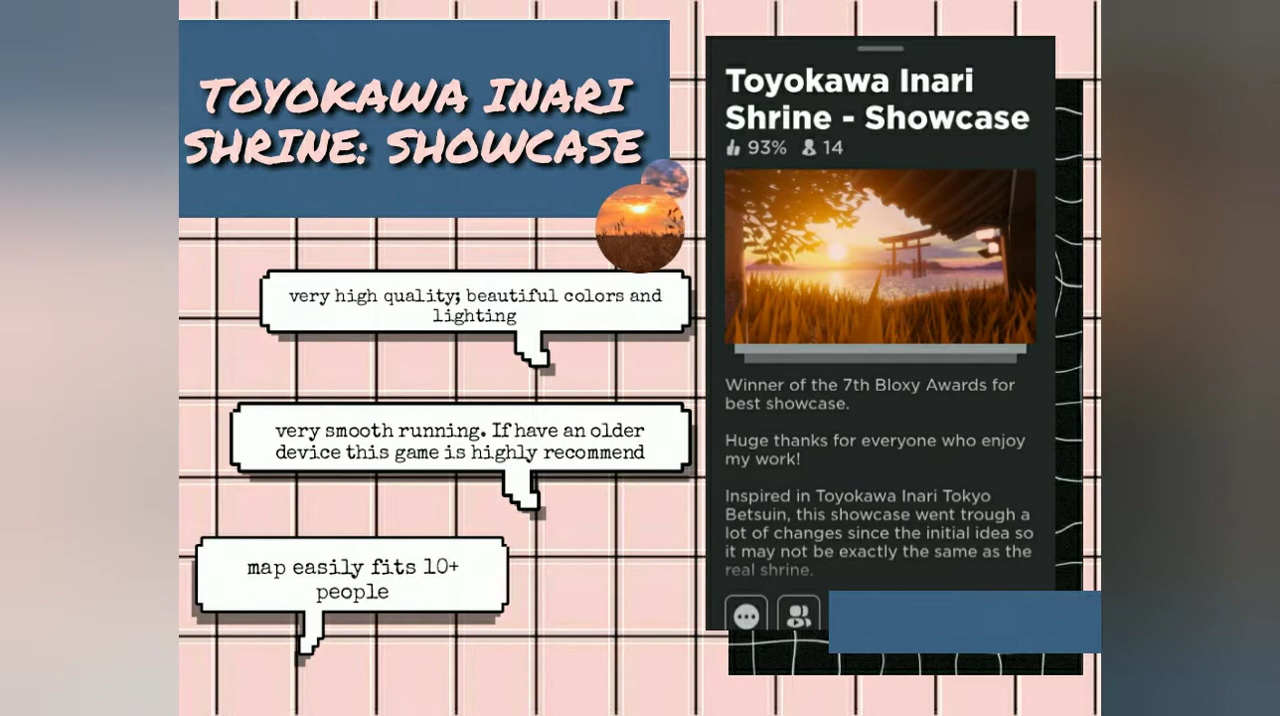 TOYOKAWA INARI
SHRINE: SHOWCASE
very high quality; beautiful colors and
lighting
very smooth running. If have an older
device this game is highly recommend
map easily fits 10+
people
Toyokawa Inari
Shrine - Showcase
93% 14
Winner of the 7th Bloxy Awards for
best showcase.
Huge thanks for everyone who enjoy
my work!
Inspired in Toyokawa Inari Tokyo
Betsuin, this showcase went trough a
lot of changes since the initial idea so
it may not be exactly the same as the
real shrine.